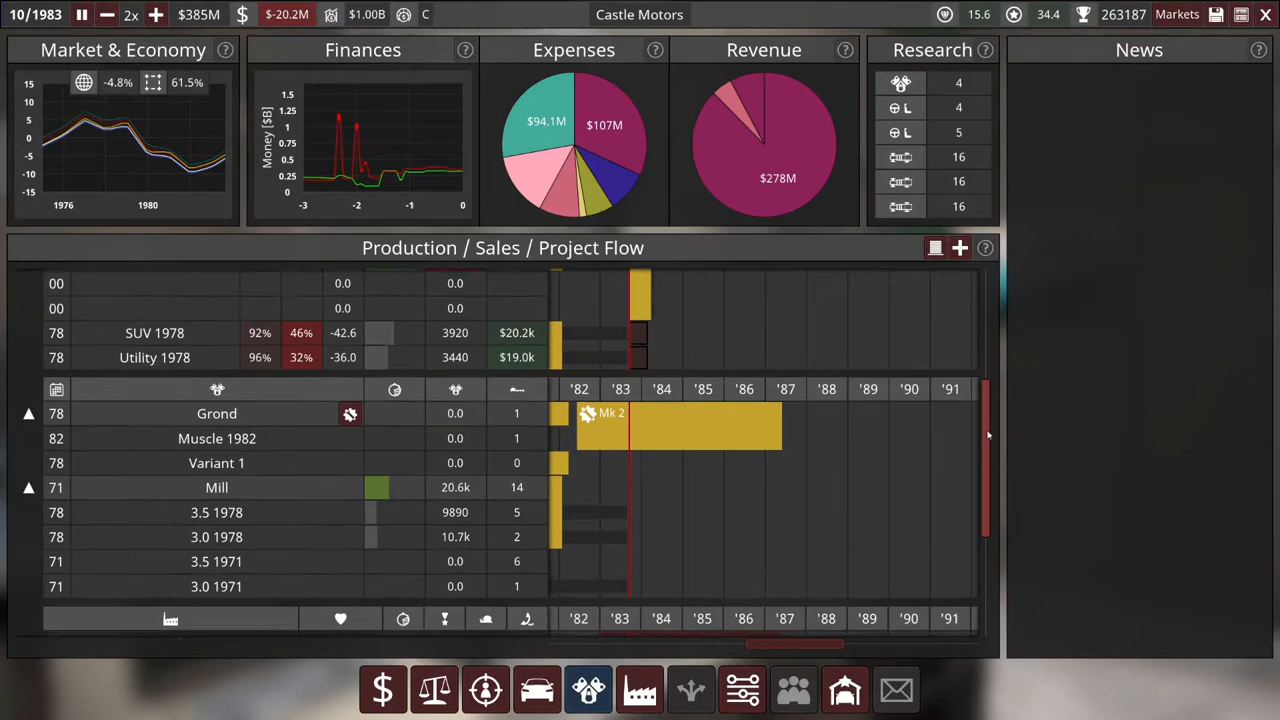 10/1983 2x $385M $-20.2M $1.00B C Castle Motors 15.6 34.4 263187 Markets
Market & Economy ? Finances ? Expenses ? Revenue ? Research ? News ?
-4.8% 61.5%
15
10
5
0
-5
-10
-15
1976 1980
Money [$B]
1.5
1.25
1
0.75
0.5
0.25
0
-3 -2 -1 0
$94.1M $107M
$278M
4
4
5
16
16
16
Production / Sales / Project Flow ?
00 0.0 0.0
00 0.0 0.0
78 SUV 1978 92% 46% -42.6 3920 $20.2k
78 Utility 1978 96% 32% -36.0 3440 $19.0k
'82 '83 '84 '85 '86 '87 '88 '89 '90 '91
78 Grond 0.0 1 Mk 2
82 Muscle 1982 0.0 1
78 Variant 1 0.0 0
71 Mill 20.6k 14
78 3.5 1978 9890 5
78 3.0 1978 10.7k 2
71 3.5 1971 0.0 6
71 3.0 1971 0.0 1
'82 '83 '84 '85 '86 '87 '88 '89 '90 '91
$